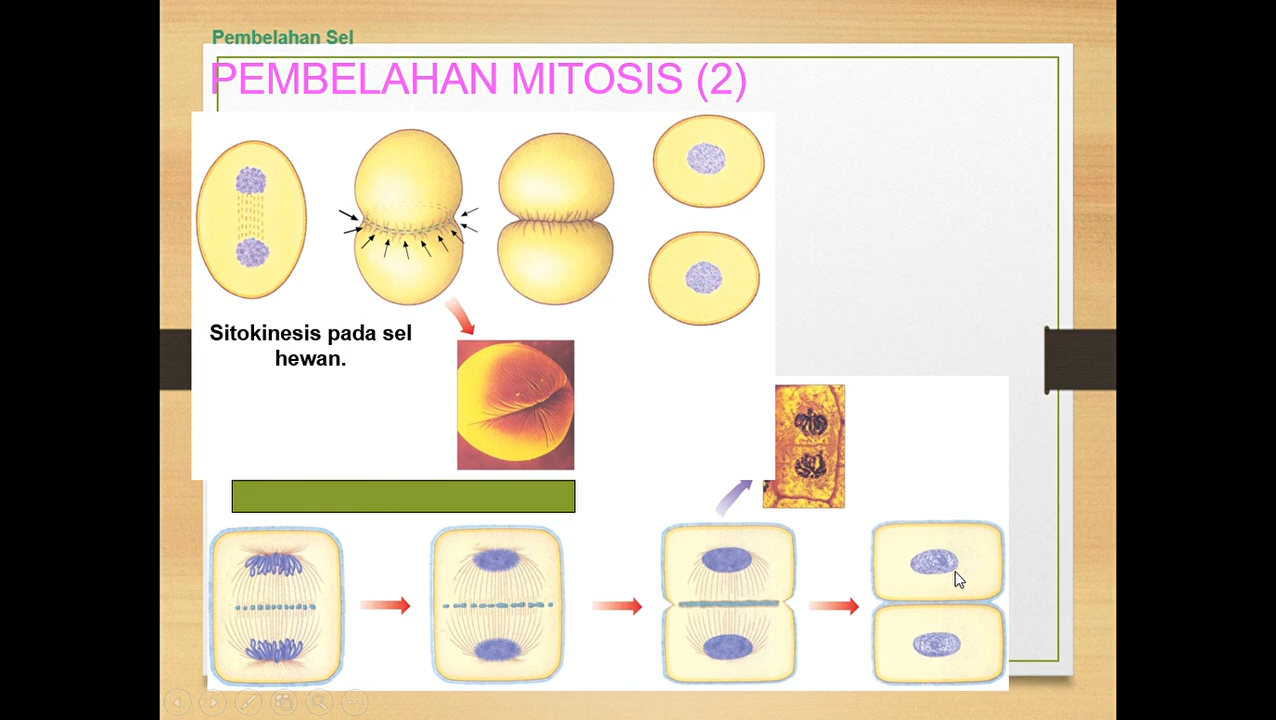 Pembelahan Sel
PEMBELAHAN MITOSIS (2)
Sitokinesis pada sel
hewan.